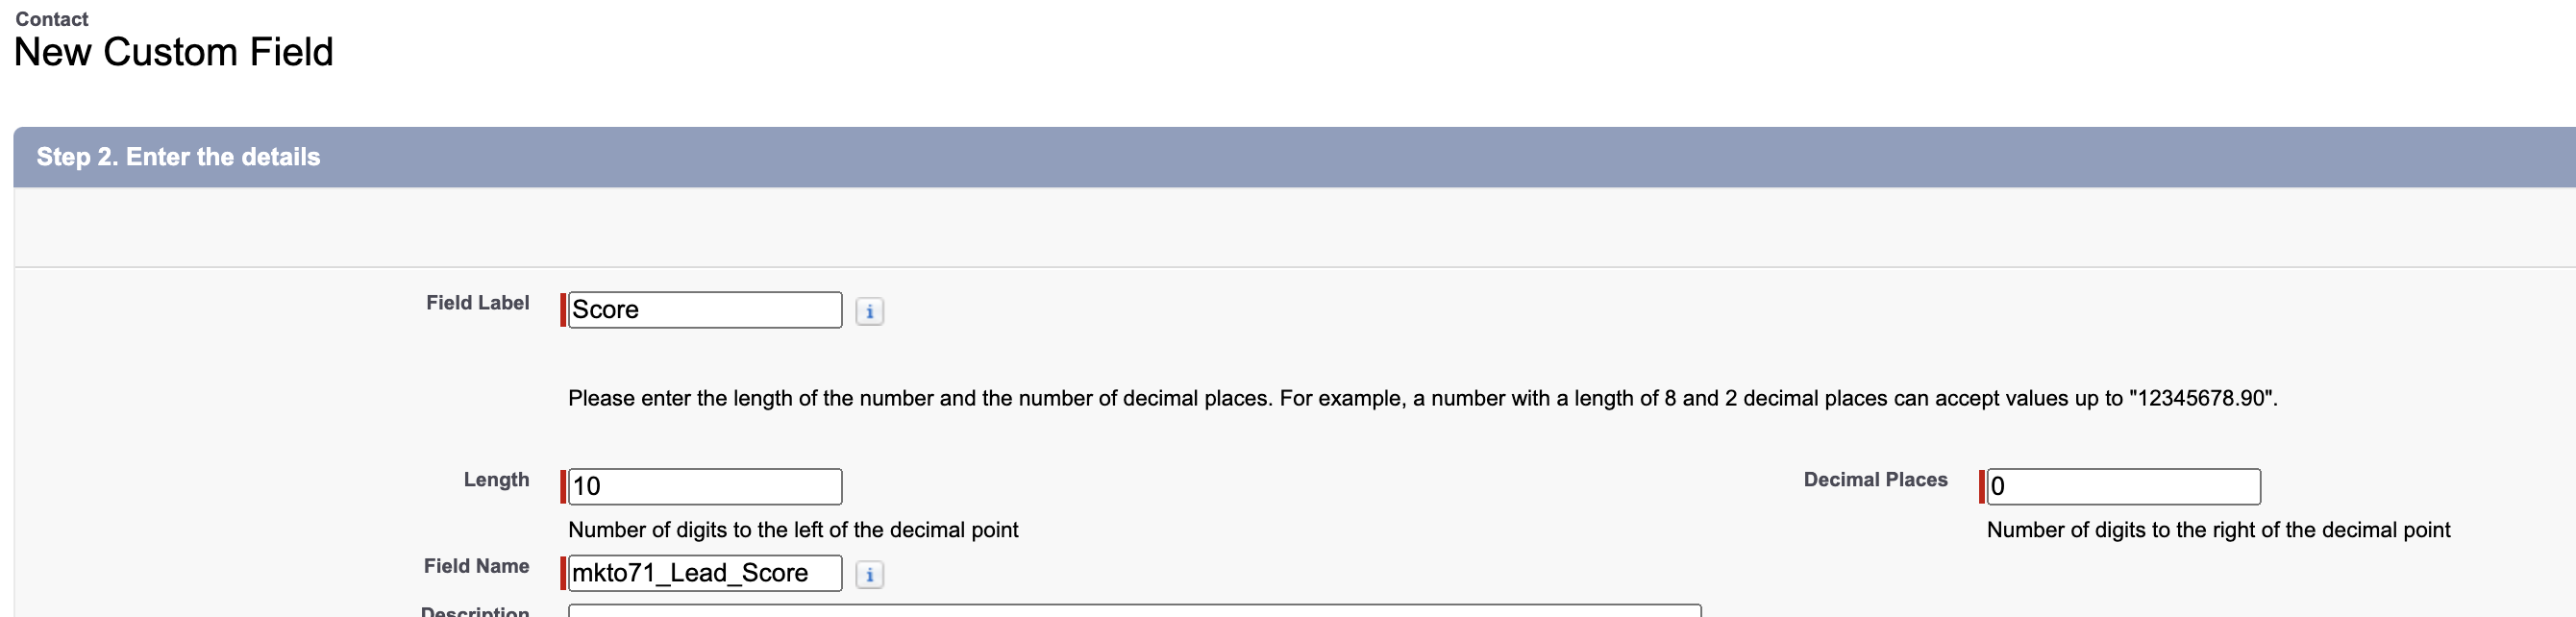 Contact
New Custom Field
Step 2. Enter the details
Field Label Score i
Please enter the length of the number and the number of decimal places. For example, a number with a length of 8 and 2 decimal places can accept values up to "12345678.90".
Length 10 Decimal Places 0
Number of digits to the left of the decimal point Number of digits to the right of the decimal point
Field Name mkto71_Lead_Score i
Description